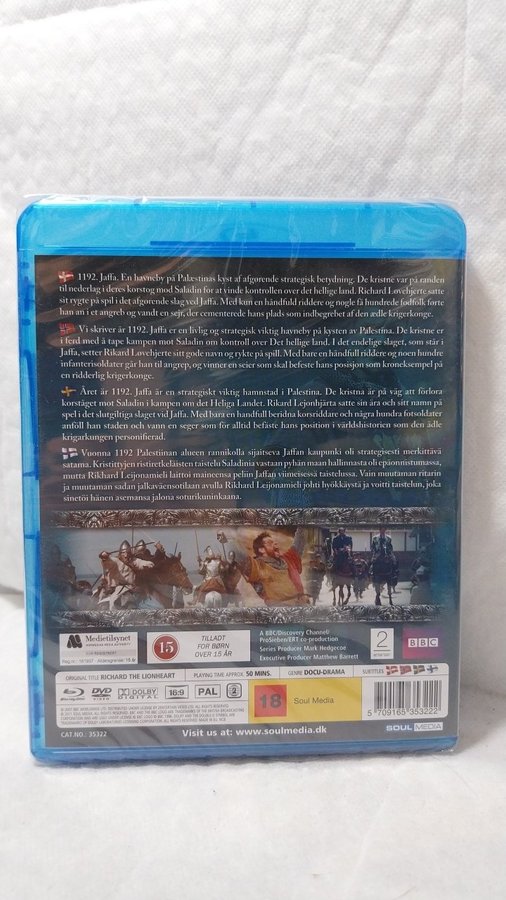 1192. Jaffa. En havneby på Palæstinas kyst af afgørende strategisk betydning. De kristne var på randen
til nederlag i deres korstog mod Saladin for at vinde kontrollen over det hellige land. Richard Løvehjerte satte
sit rygte på spil i det afgørende slag ved Jaffa. Med kun en håndfuld riddere og nogle få hundrede fodfolk førte
han an i et angreb og vandt en sejr, der cementerede hans plads som indbegrebet af den ædle krigerkonge.
Vi skriver år 1192. Jaffa er en livlig og strategisk viktig havneby på kysten av Palestina. De kristne er
i ferd med å tape kampen mot Saladin om kontroll over Det hellige land. I det endelige slaget, som står i
Jaffa, setter Rikard Løvehjerte sitt gode navn og rykte på spill. Med bare en håndfull riddere og noen hundre
infanterisoldater går han til angrep, og vinner en seier som skal befeste hans posisjon som kroneksempel på
en ridderlig krigerkonge.
Året är 1192. Jaffa är en strategiskt viktig hamnstad i Palestina. De kristna är på väg att förlora
korståget mot Saladin i kampen om det Heliga Landet. Rikard Lejonhjärta satte sin ära och sitt namn på
spel i det slutgiltiga slaget vid Jaffa. Med bara en handfull beridna korsriddare och några hundra fotsoldater
anföll han staden och vann en seger som för alltid befäste hans position i världshistorien som den ädle
krigarkungen personifierad.
Vuonna 1192 Palestiinan alueen rannikolla sijaitseva Jaffan kaupunki oli strategisesti merkittävä
satama. Kristittyjen ristiretkeläisten taistelu Saladinia vastaan pyhän maan hallinnasta oli epäonnistumassa,
mutta Rikhard Leijonamieli laittoi maineensa peliin Jaffan viimeisessä taistelussa. Vain muutaman ritarin
ja muutaman sadan jalkaväensotilaan avulla Rikhard Leijonamieli johti hyökkäystä ja voitti taistelun, joka
sinetöi hänen asemansa jalona soturikuninkaana.
Medietilsynet
15
TILLADT
FOR BØRN
OVER 15 ÅR
A BBC/Discovery Channel/
ProSieben/ERT co-production
Series Producer Mark Hedgecoe
Executive Producer Matthew Barrett
2
BBC
ORIGINAL TITLE RICHARD THE LIONHEART
PLAYING TIME APPROX. 50 MINS.
GENRE DOCU-DRAMA
SUBTITLES
Blu-ray Disc
DVD VIDEO
DOLBY DIGITAL
16:9
PAL
2
18
Soul Media
5 709165 353222
CAT.NO. 35322
Visit us at: www.soulmedia.dk
SOUL MEDIA